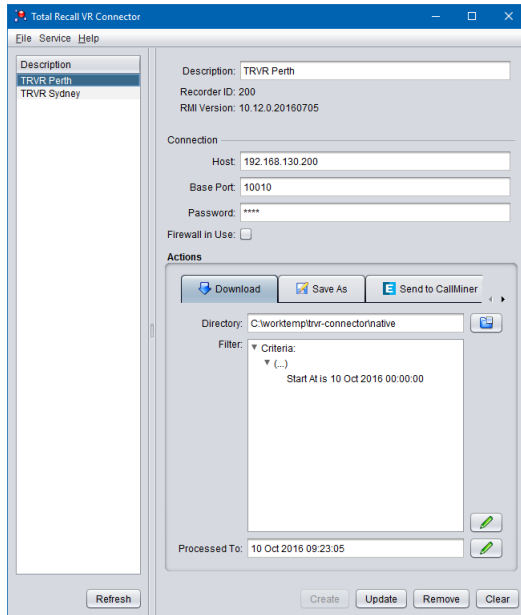 Total Recall VR Connector
File Service Help
Description
TRVR Perth
TRVR Sydney
Description: TRVR Perth
Recorder ID: 200
RMI Version: 10.12.0.20160705
Connection
Host: 192.168.130.200
Base Port: 10010
Password: ****
Firewall in Use:
Actions
Download Save As E Send to CallMiner
Directory: C:\worktemp\trvr-connector\native
Filter: Criteria:
(...)
Start At is 10 Oct 2016 00:00:00
Processed To: 10 Oct 2016 09:23:05
Refresh Create Update Remove Clear